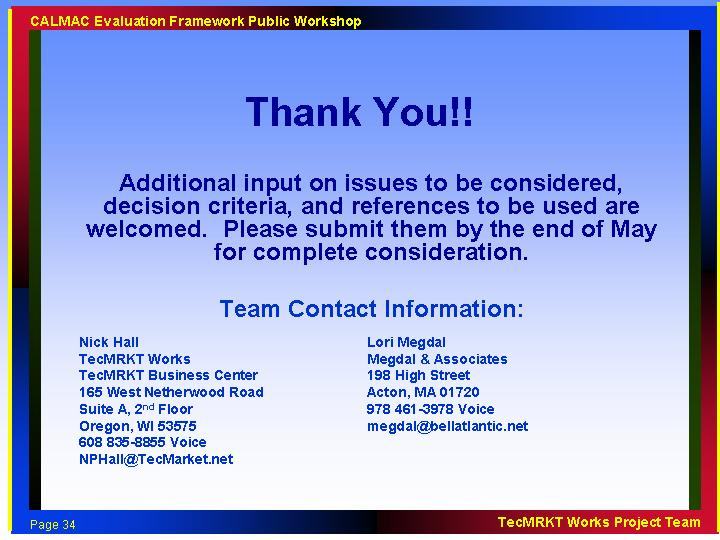 CALMAC Evaluation Framework Public Workshop
Thank You!!
Additional input on issues to be considered,
decision criteria, and references to be used are
welcomed.  Please submit them by the end of May
for complete consideration.
Team Contact Information:
Nick Hall
TecMRKT Works
TecMRKT Business Center
165 West Netherwood Road
Suite A, 2nd Floor
Oregon, WI 53575
608 835-8855 Voice
NPHall@TecMarket.net
Lori Megdal
Megdal & Associates
198 High Street
Acton, MA 01720
978 461-3978 Voice
megdal@bellatlantic.net
Page 34
TecMRKT Works Project Team